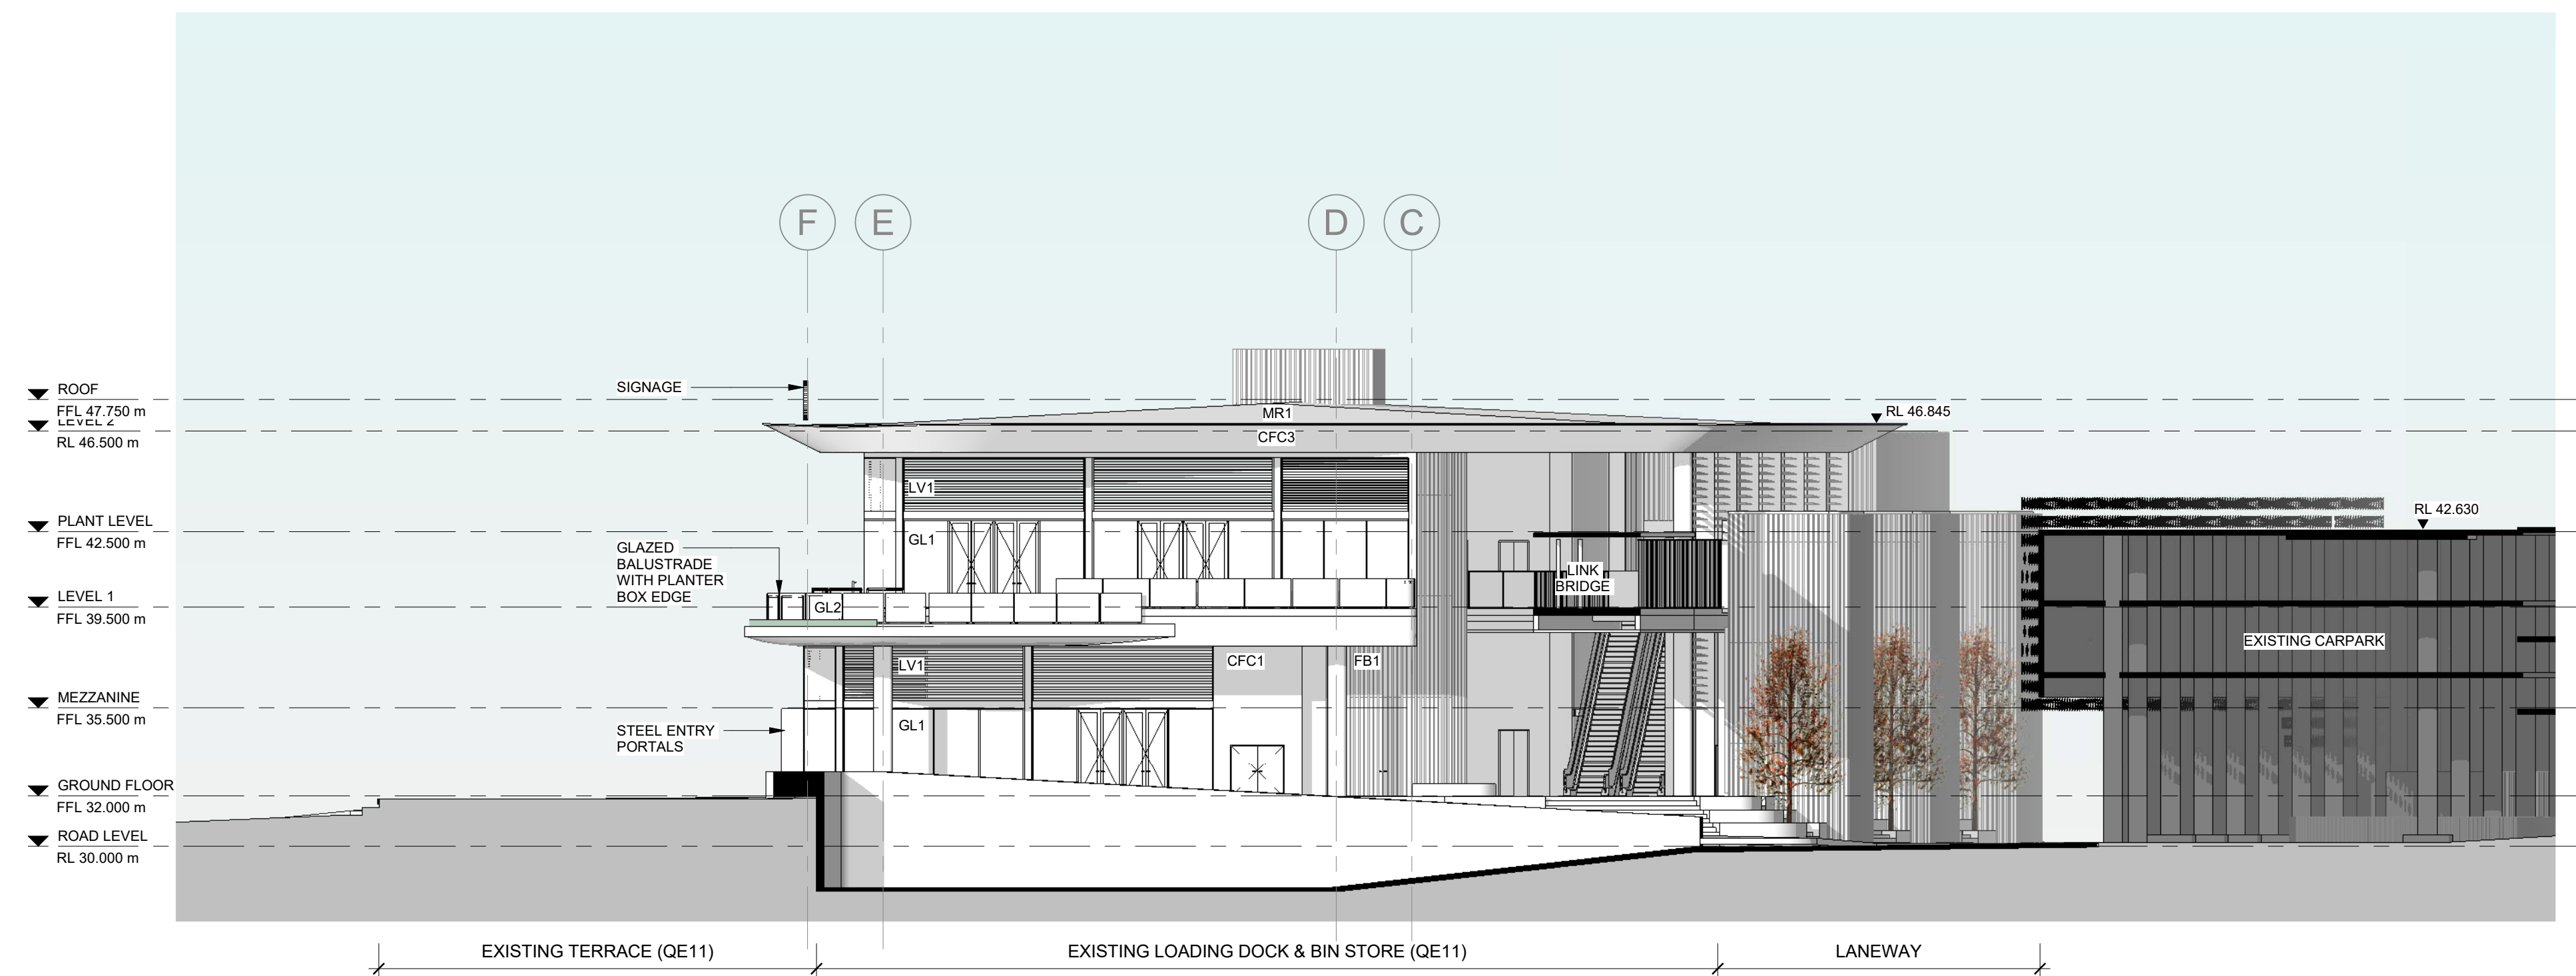 F E D C
SIGNAGE
ROOF
FFL 47.750 m
LEVEL 2
RL 46.500 m
MR1
RL 46.845
CFC3
LV1
PLANT LEVEL
FFL 42.500 m
RL 42.630
GL1
GLAZED
BALUSTRADE
WITH PLANTER
BOX EDGE
LINK
BRIDGE
LEVEL 1
FFL 39.500 m
GL2
EXISTING CARPARK
LV1
CFC1
FB1
MEZZANINE
FFL 35.500 m
GL1
STEEL ENTRY
PORTALS
GROUND FLOOR
FFL 32.000 m
ROAD LEVEL
RL 30.000 m
EXISTING TERRACE (QE11)
EXISTING LOADING DOCK & BIN STORE (QE11)
LANEWAY